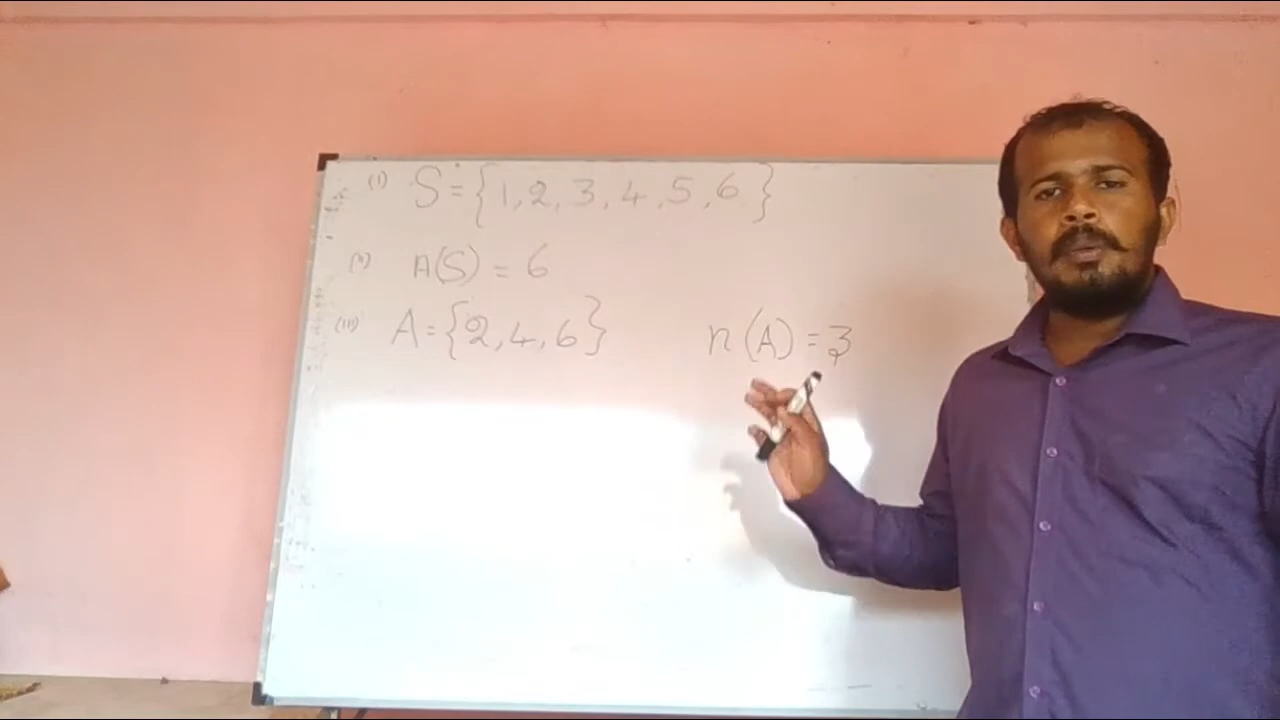 (I) S = {1, 2, 3, 4, 5, 6}
(II) n(S) = 6
(III) A = {2, 4, 6} n(A) = 3